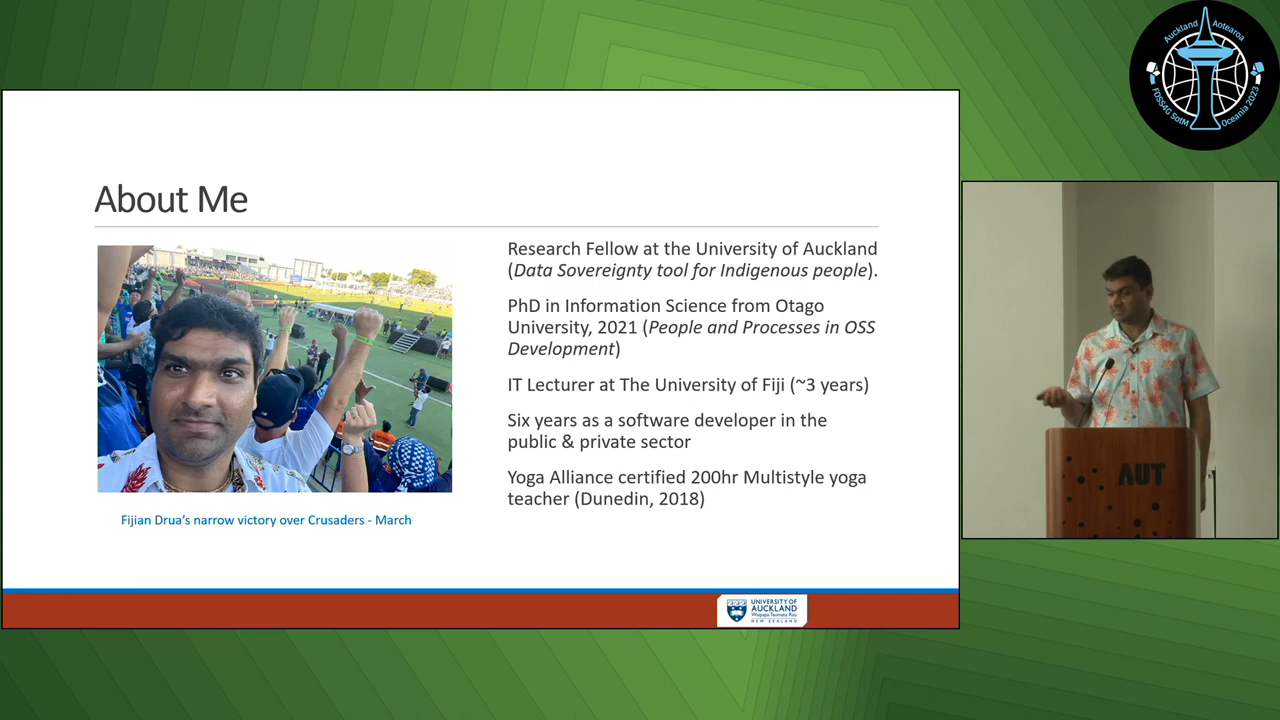 Auckland Aotearoa
FOSS4G SotM Oceania 2023
About Me
Research Fellow at the University of Auckland
(Data Sovereignty tool for Indigenous people).
PhD in Information Science from Otago
University, 2021 (People and Processes in OSS
Development)
IT Lecturer at The University of Fiji (~3 years)
Six years as a software developer in the
public & private sector
Yoga Alliance certified 200hr Multistyle yoga
teacher (Dunedin, 2018)
Fijian Drua's narrow victory over Crusaders - March
AUT
UNIVERSITY OF
AUCKLAND
Waipapa Taumata Rau
NEW ZEALAND